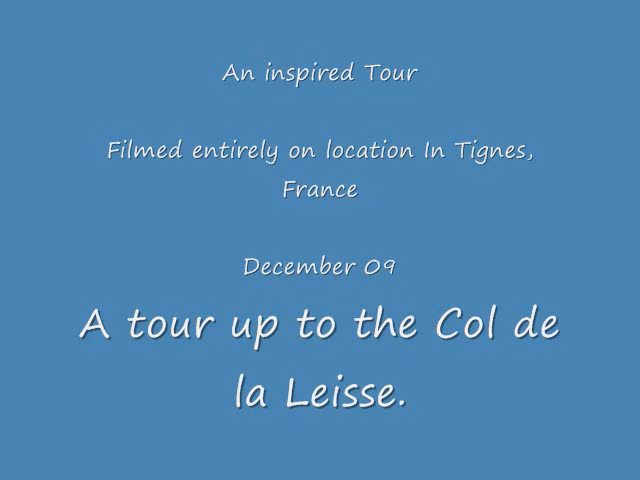 An inspired Tour
Filmed entirely on location In Tignes,
France
December 09
A tour up to the Col de
la Leisse.